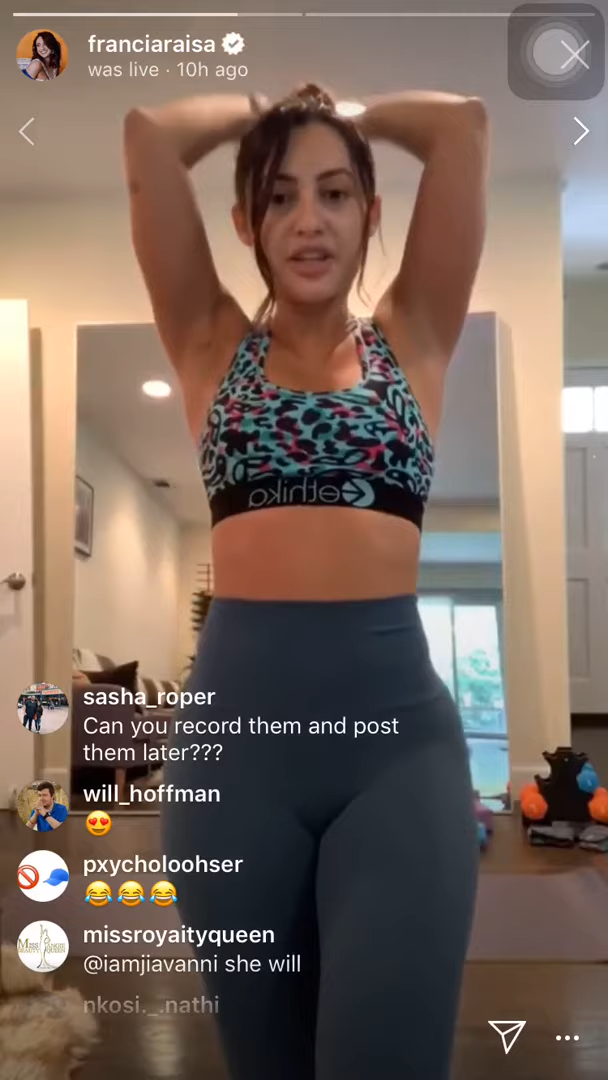 franciaraisa
was live · 10h ago
ethika
sasha_roper
Can you record them and post
them later???
will_hoffman
😍
pxycholoohser
😂😂😂
missroyaityqueen
@iamjiavanni she will
nkosi._.nathi